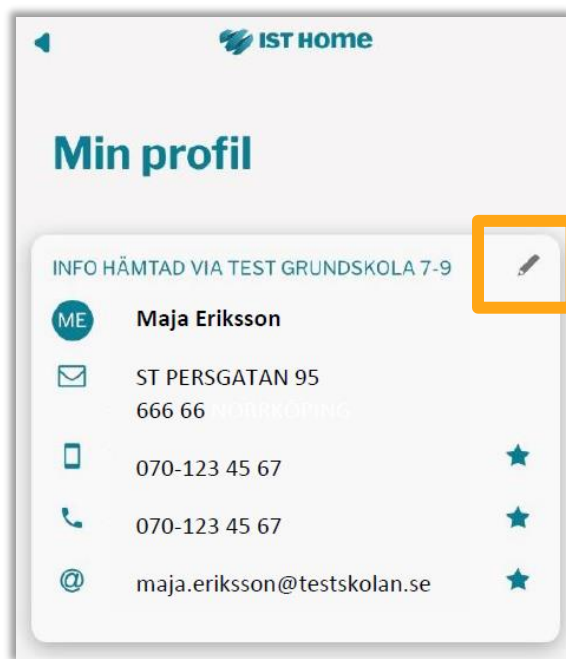 IST Home
Min profil
INFO HÄMTAD VIA TEST GRUNDSKOLA 7-9
ME
Maja Eriksson
ST PERSGATAN 95
666 66 NORRKÖPING
070-123 45 67
070-123 45 67
@
maja.eriksson@testskolan.se